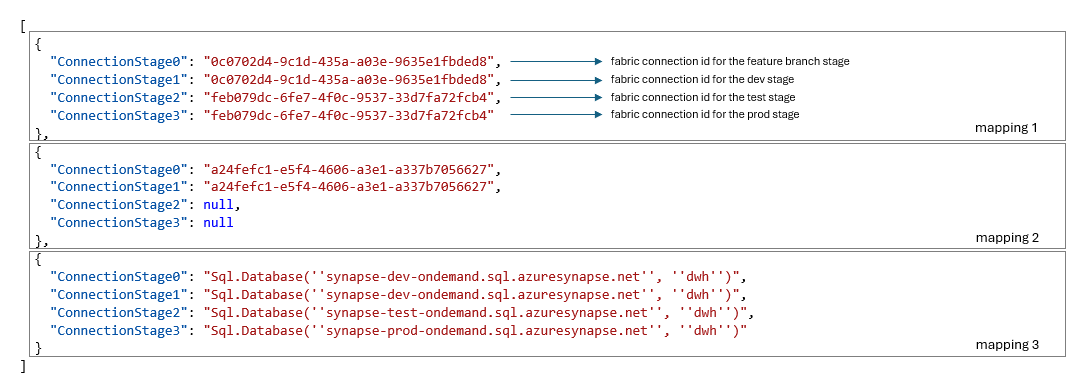 [
{
"ConnectionStage0": "0c0702d4-9c1d-435a-a03e-9635e1fbded8", fabric connection id for the feature branch stage
"ConnectionStage1": "0c0702d4-9c1d-435a-a03e-9635e1fbded8", fabric connection id for the dev stage
"ConnectionStage2": "feb079dc-6fe7-4f0c-9537-33d7fa72fcb4", fabric connection id for the test stage
"ConnectionStage3": "feb079dc-6fe7-4f0c-9537-33d7fa72fcb4" fabric connection id for the prod stage
}, mapping 1
{
"ConnectionStage0": "a24fefc1-e5f4-4606-a3e1-a337b7056627",
"ConnectionStage1": "a24fefc1-e5f4-4606-a3e1-a337b7056627",
"ConnectionStage2": null,
"ConnectionStage3": null
}, mapping 2
{
"ConnectionStage0": "Sql.Database(''synapse-dev-ondemand.sql.azuresynapse.net'', ''dwh'')",
"ConnectionStage1": "Sql.Database(''synapse-dev-ondemand.sql.azuresynapse.net'', ''dwh'')",
"ConnectionStage2": "Sql.Database(''synapse-test-ondemand.sql.azuresynapse.net'', ''dwh'')",
"ConnectionStage3": "Sql.Database(''synapse-prod-ondemand.sql.azuresynapse.net'', ''dwh'')"
} mapping 3
]